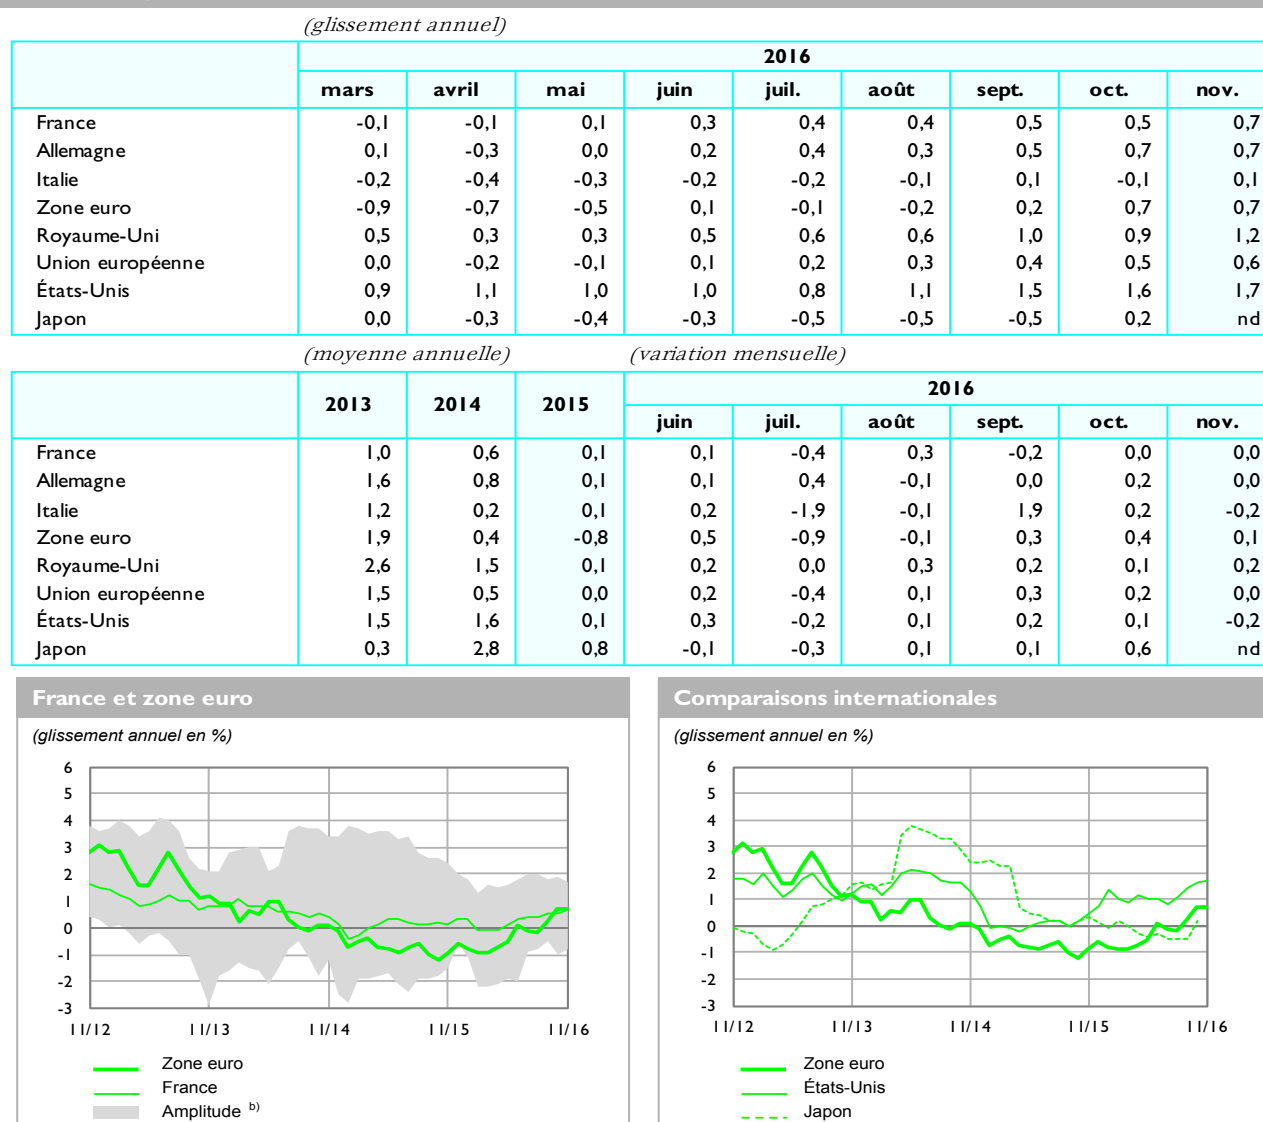 (glissement annuel)
2016
mars avril mai juin juil. août sept. oct. nov.
France -0,1 -0,1 0,1 0,3 0,4 0,4 0,5 0,5 0,7
Allemagne 0,1 -0,3 0,0 0,2 0,4 0,3 0,5 0,7 0,7
Italie -0,2 -0,4 -0,3 -0,2 -0,2 -0,1 0,1 -0,1 0,1
Zone euro -0,9 -0,7 -0,5 0,1 -0,1 -0,2 0,2 0,7 0,7
Royaume-Uni 0,5 0,3 0,3 0,5 0,6 0,6 1,0 0,9 1,2
Union européenne 0,0 -0,2 -0,1 0,1 0,2 0,3 0,4 0,5 0,6
États-Unis 0,9 1,1 1,0 1,0 0,8 1,1 1,5 1,6 1,7
Japon 0,0 -0,3 -0,4 -0,3 -0,5 -0,5 -0,5 0,2 nd
(moyenne annuelle) (variation mensuelle)
2013 2014 2015 2016
juin juil. août sept. oct. nov.
France 1,0 0,6 0,1 0,1 -0,4 0,3 -0,2 0,0 0,0
Allemagne 1,6 0,8 0,1 0,1 0,4 -0,1 0,0 0,2 0,0
Italie 1,2 0,2 0,1 0,2 -1,9 -0,1 1,9 0,2 -0,2
Zone euro 1,9 0,4 -0,8 0,5 -0,9 -0,1 0,3 0,4 0,1
Royaume-Uni 2,6 1,5 0,1 0,2 0,0 0,3 0,2 0,1 0,2
Union européenne 1,5 0,5 0,0 0,2 -0,4 0,1 0,3 0,2 0,0
États-Unis 1,5 1,6 0,1 0,3 -0,2 0,1 0,2 0,1 -0,2
Japon 0,3 2,8 0,8 -0,1 -0,3 0,1 0,1 0,6 nd
France et zone euro
(glissement annuel en %)
6
5
4
3
2
1
0
-1
-2
-3
11/12 11/13 11/14 11/15 11/16
Zone euro
France
Amplitude b)
Comparaisons internationales
(glissement annuel en %)
6
5
4
3
2
1
0
-1
-2
-3
11/12 11/13 11/14 11/15 11/16
Zone euro
États-Unis
Japon